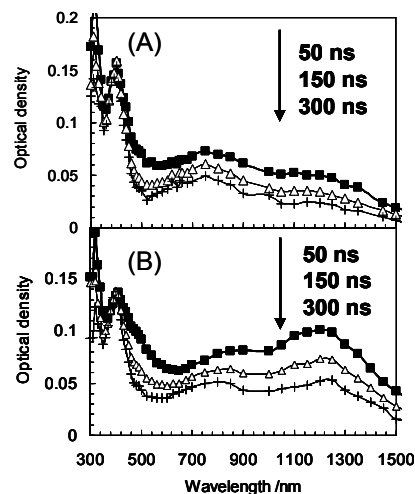 (A)
50 ns
150 ns
300 ns
0.2
0.15
0.1
0.05
0
Optical density
(B)
50 ns
150 ns
300 ns
0.15
0.1
0.05
0
Optical density
300 500 700 900 1100 1300 1500
Wavelength /nm